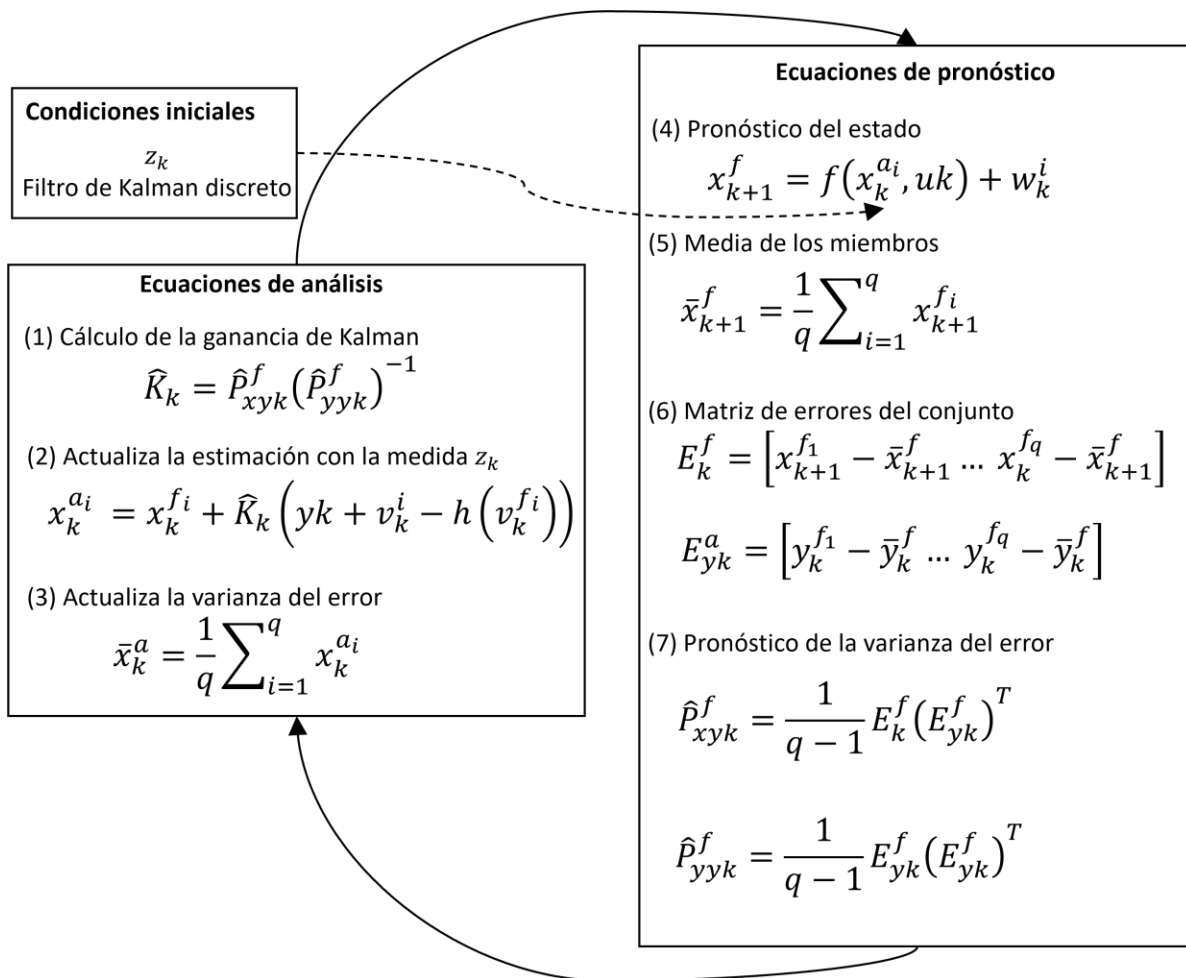 Condiciones iniciales
z_k
Filtro de Kalman discreto
Ecuaciones de análisis
(1) Cálculo de la ganancia de Kalman
K̂_k = P̂^f_{xyk}(P̂^f_{yyk})^{-1}
(2) Actualiza la estimación con la medida z_k
x_k^{a_i} = x_k^{f_i} + K̂_k(yk + v_k^i − h(v_k^{f_i}))
(3) Actualiza la varianza del error
x̄_k^a = 1/q ∑_{i=1}^q x_k^{a_i}
Ecuaciones de pronóstico
(4) Pronóstico del estado
x_{k+1}^f = f(x_k^{a_i}, uk) + w_k^i
(5) Media de los miembros
x̄_{k+1}^f = 1/q ∑_{i=1}^q x_{k+1}^{f_i}
(6) Matriz de errores del conjunto
E_k^f = [x_{k+1}^{f_1} − x̄_{k+1}^f … x_k^{f_q} − x̄_{k+1}^f]
E_{yk}^a = [y_k^{f_1} − ȳ_k^f … y_k^{f_q} − ȳ_k^f]
(7) Pronóstico de la varianza del error
P̂^f_{xyk} = 1/(q − 1) E_k^f(E_{yk}^f)^T
P̂^f_{yyk} = 1/(q − 1) E_{yk}^f(E_{yk}^f)^T